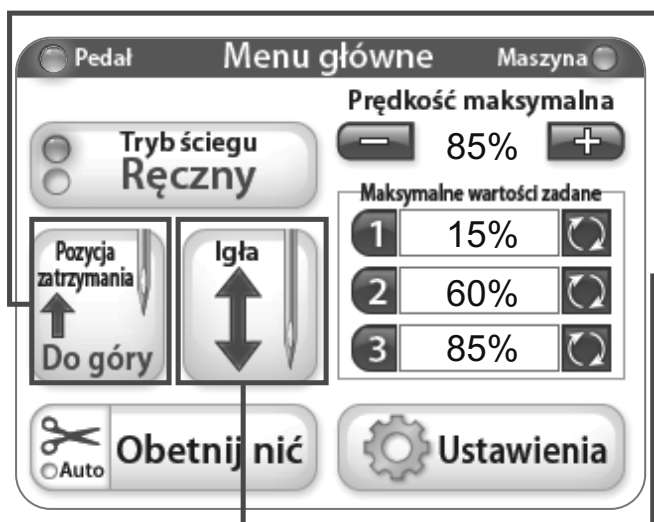 Pedał Menu główne Maszyna
Prędkość maksymalna
85%
Tryb ściegu
Ręczny
Maksymalne wartości zadane
1 15%
2 60%
3 85%
Pozycja
zatrzymania
Do góry
Igła
Auto
Obetnij nić
Ustawienia